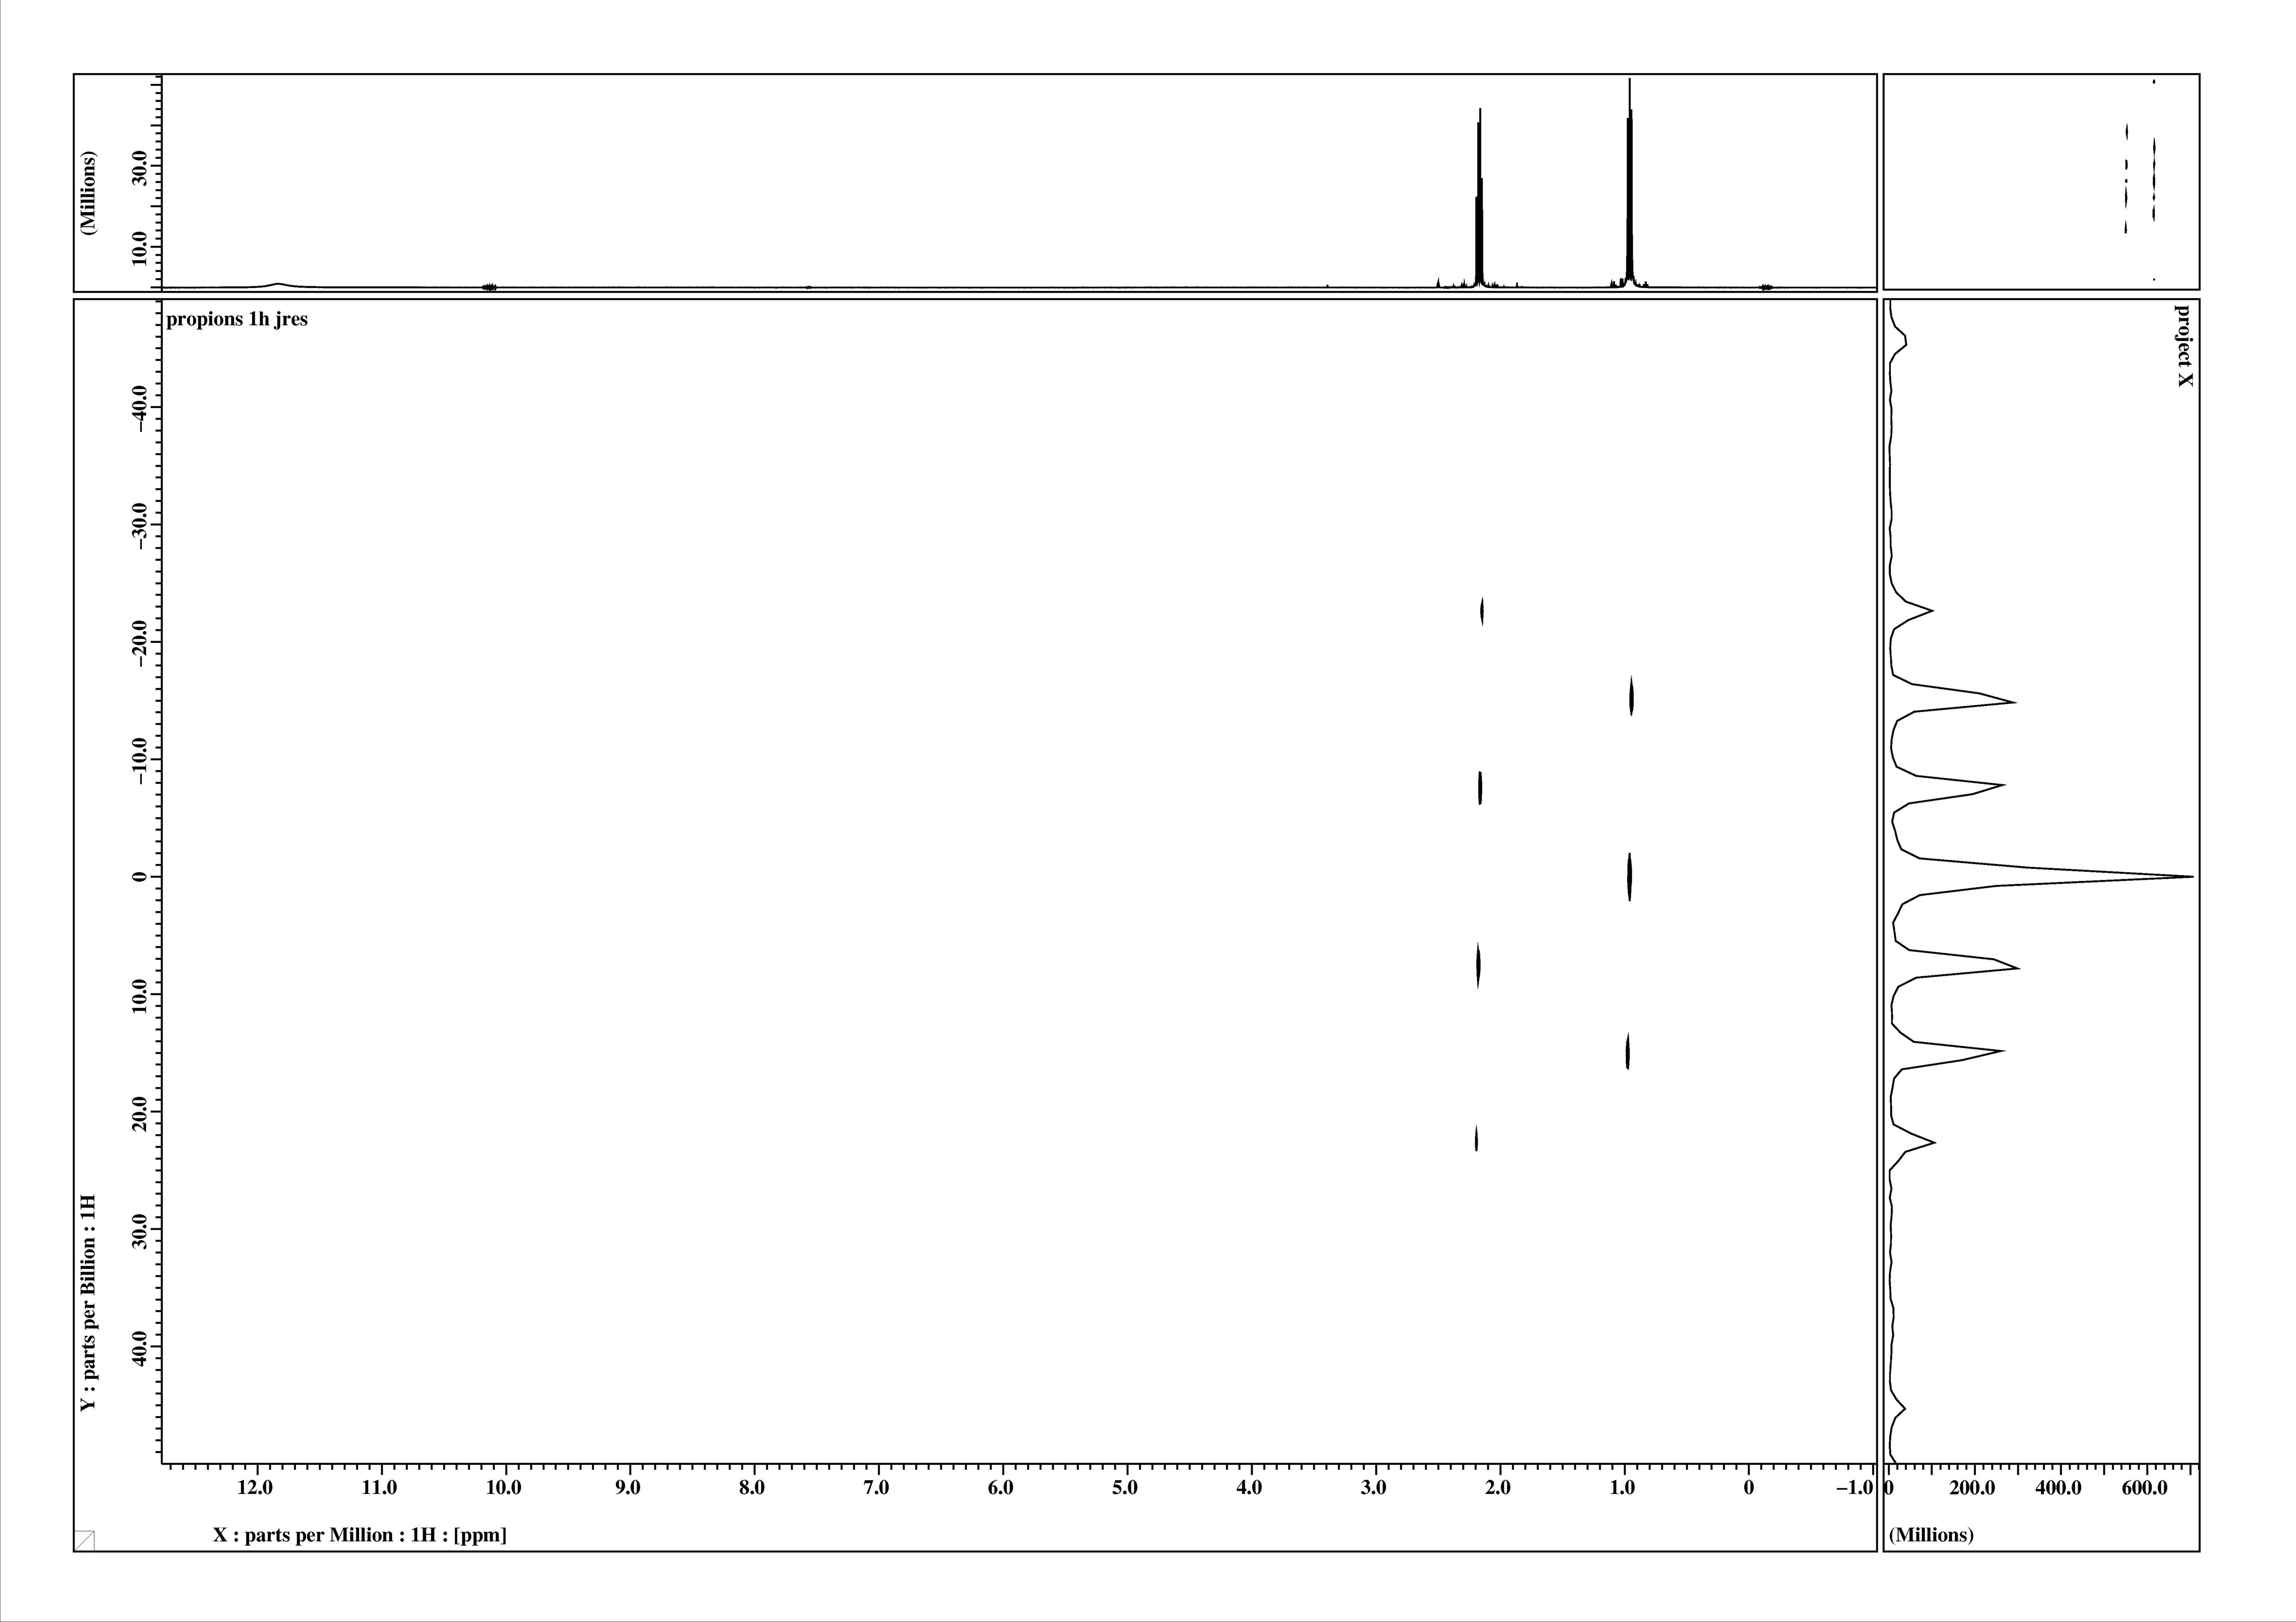 (Millions)
10.0 30.0
propions 1h jres
project X
Y : parts per Billion : 1H
−40.0
−30.0
−20.0
−10.0
0
10.0
20.0
30.0
40.0
12.0 11.0 10.0 9.0 8.0 7.0 6.0 5.0 4.0 3.0 2.0 1.0 0 −1.0
0 200.0 400.0 600.0
X : parts per Million : 1H : [ppm]
(Millions)